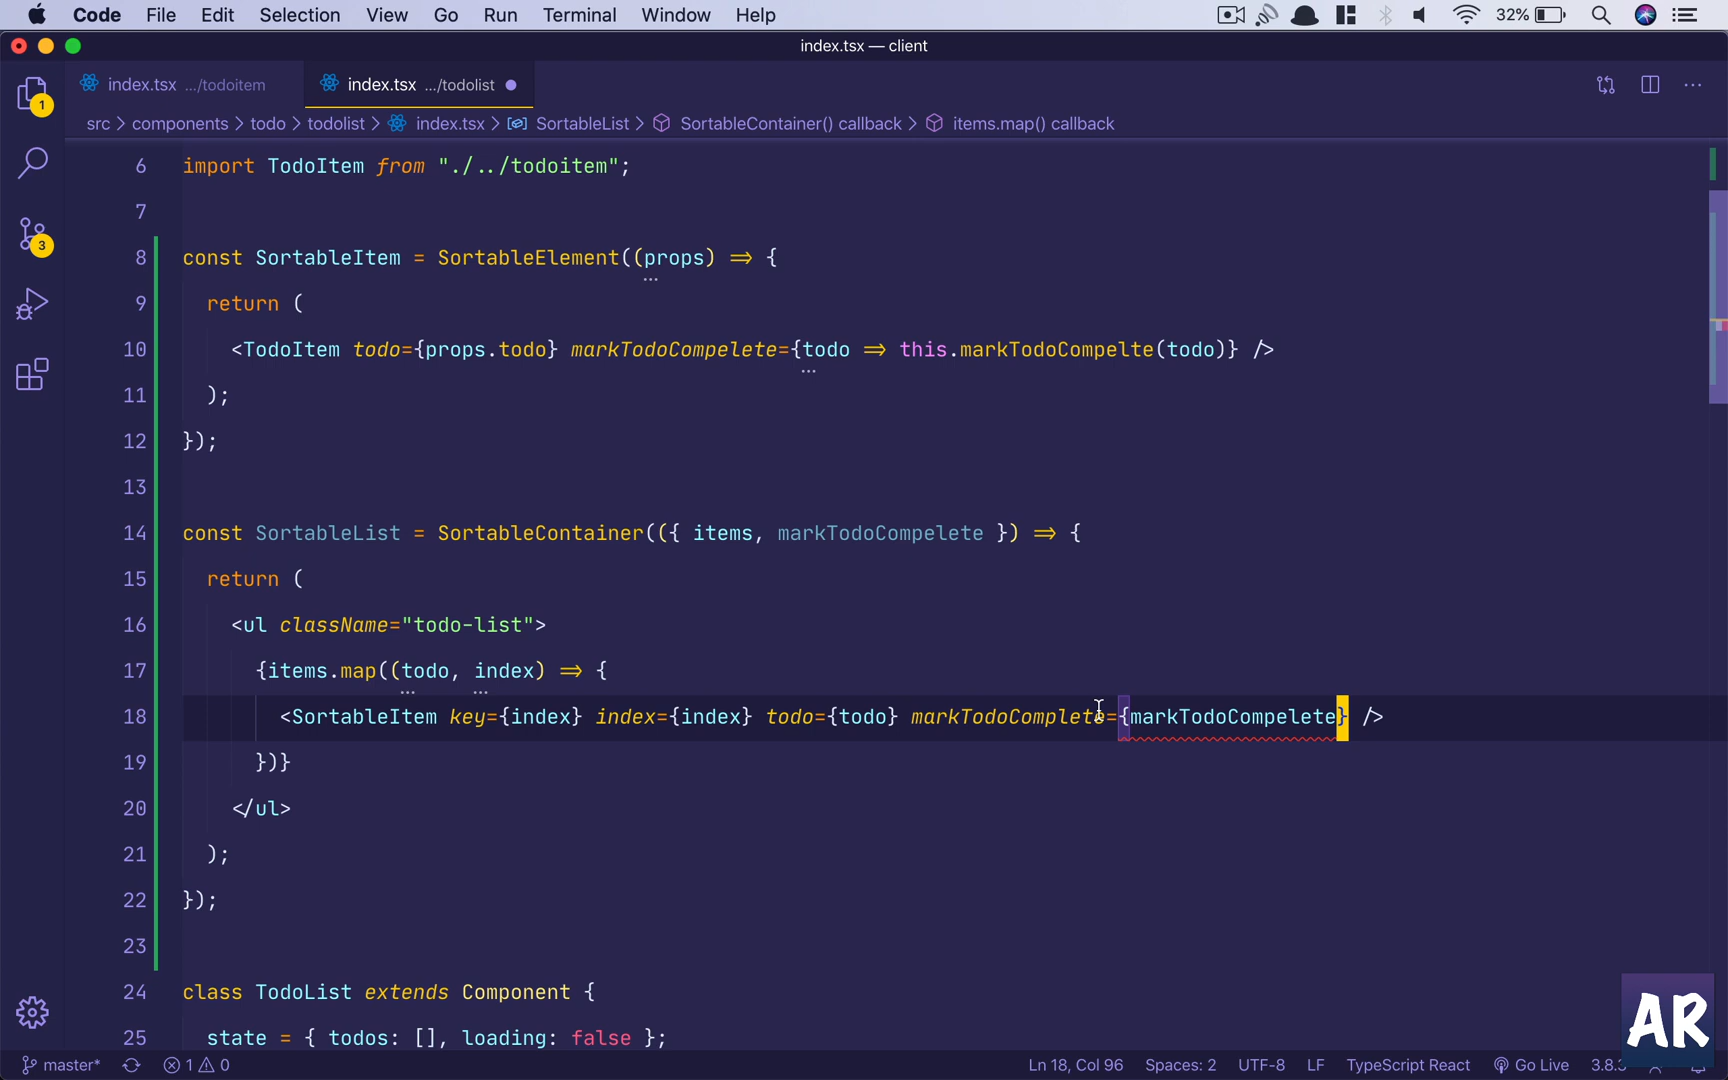 Code File Edit Selection View Go Run Terminal Window Help 32%
index.tsx — client
index.tsx .../todoitem index.tsx .../todolist
1
src > components > todo > todolist > index.tsx > SortableList > SortableContainer() callback > items.map() callback
6 import TodoItem from "./../todoitem";
7
8 const SortableItem = SortableElement((props) => {
9 return (
10 <TodoItem todo={props.todo} markTodoCompelete={todo => this.markTodoCompelte(todo)} />
11 );
12 });
13
14 const SortableList = SortableContainer(({ items, markTodoCompelete }) => {
15 return (
16 <ul className="todo-list">
17 {items.map((todo, index) => {
18 <SortableItem key={index} index={index} todo={todo} markTodoComplete={markTodoCompelete} />
19 })}
20 </ul>
21 );
22 });
23
24 class TodoList extends Component {
25 state = { todos: [], loading: false };
3
AR
master* 1 0 Ln 18, Col 96 Spaces: 2 UTF-8 LF TypeScript React Go Live 3.8.